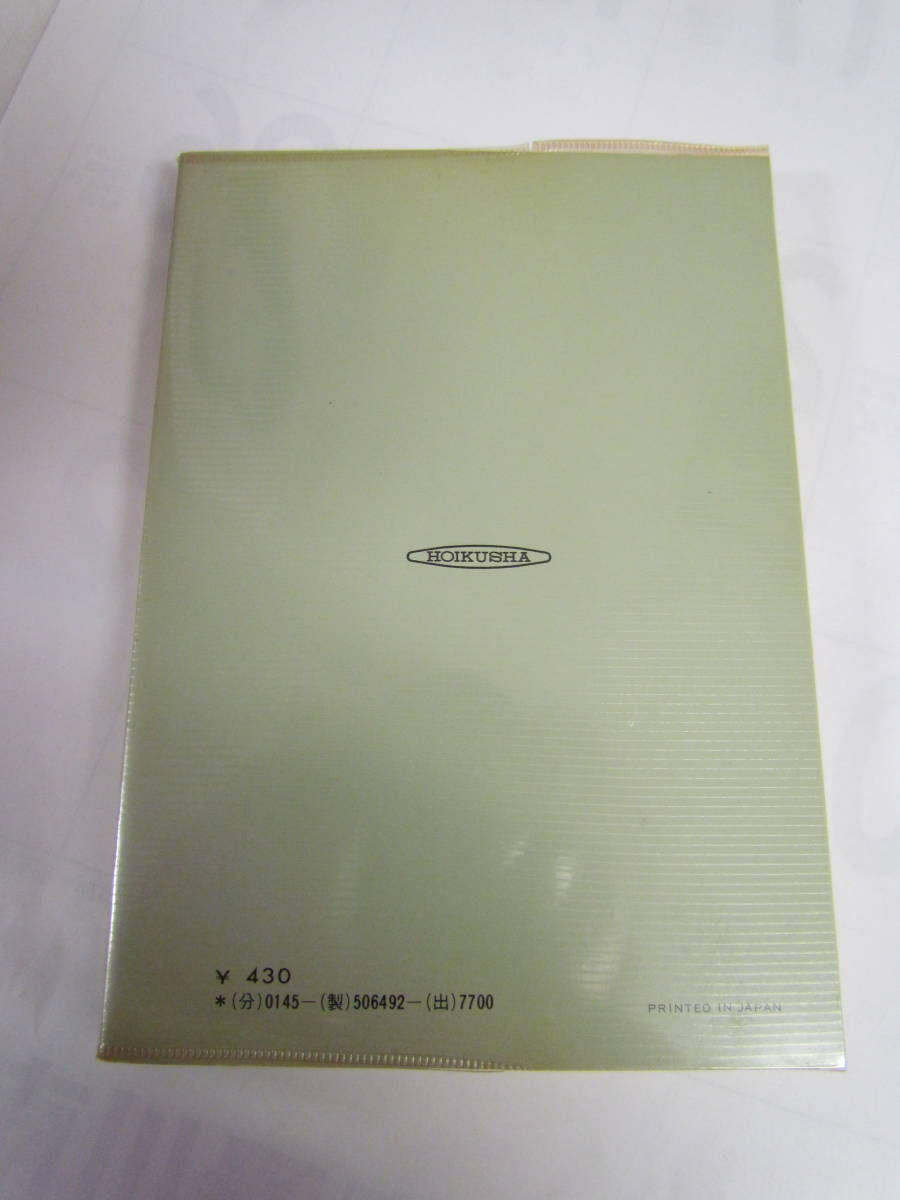 HOIKUSHA
¥ 430
*(分)0145-(製)506492-(出)7700
PRINTED IN JAPAN